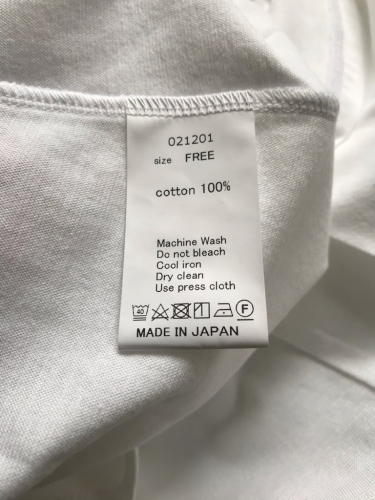 021201
size FREE
cotton 100%
Machine Wash
Do not bleach
Cool iron
Dry clean
Use press cloth
40 F
MADE IN JAPAN